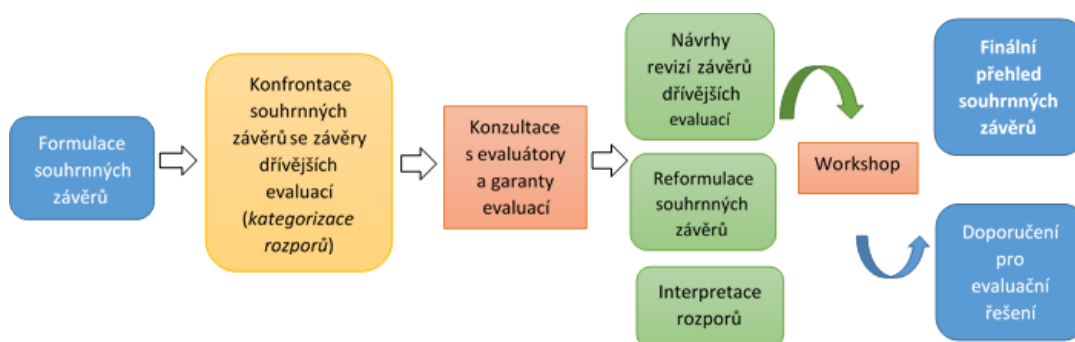 Formulace
souhrnných
závěrů
Konfrontace
souhrnných
závěrů se závěry
dřívějších
evaluací
(kategorizace
rozporů)
Konzultace
s evaluátory
a garanty
evaluací
Návrhy
revizí závěrů
dřívějších
evaluací
Reformulace
souhrnných
závěrů
Interpretace
rozporů
Workshop
Finální
přehled
souhrnných
závěrů
Doporučení
pro
evaluační
řešení